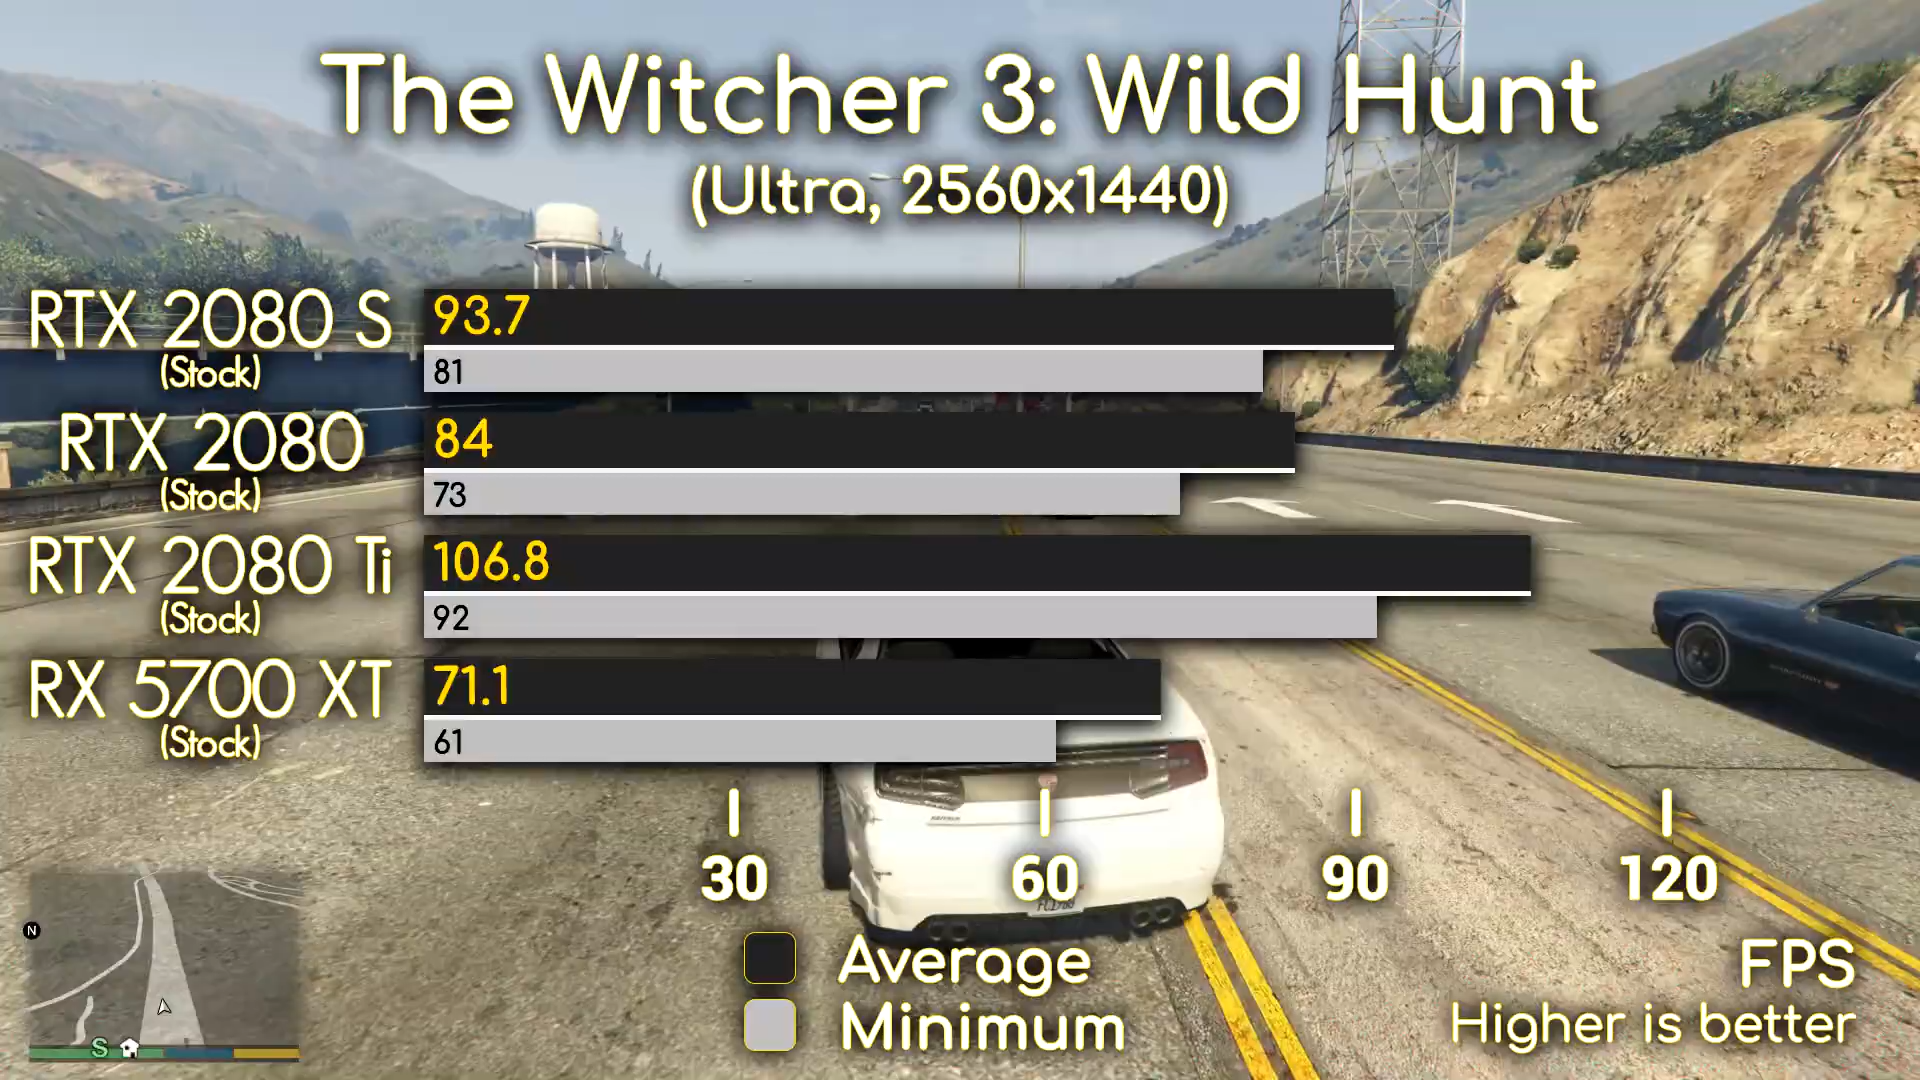 The Witcher 3: Wild Hunt
(Ultra, 2560x1440)
RTX 2080 S
(Stock)
93.7
81
RTX 2080
(Stock)
84
73
RTX 2080 Ti
(Stock)
106.8
92
RX 5700 XT
(Stock)
71.1
61
30 60 90 120
Average
Minimum
FPS
Higher is better
N
S